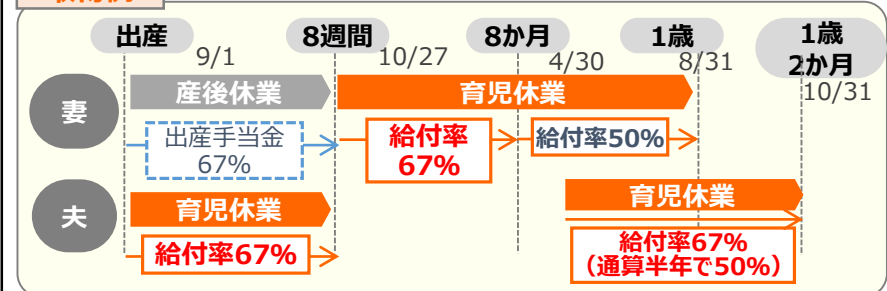 出産
8週間
8か月
1歳
1歳
2か月
9/1
10/27
4/30
8/31
10/31
妻
産後休業
育児休業
出産手当金
67%
給付率
67%
給付率50%
夫
育児休業
育児休業
給付率67%
給付率67%
（通算半年で50%）